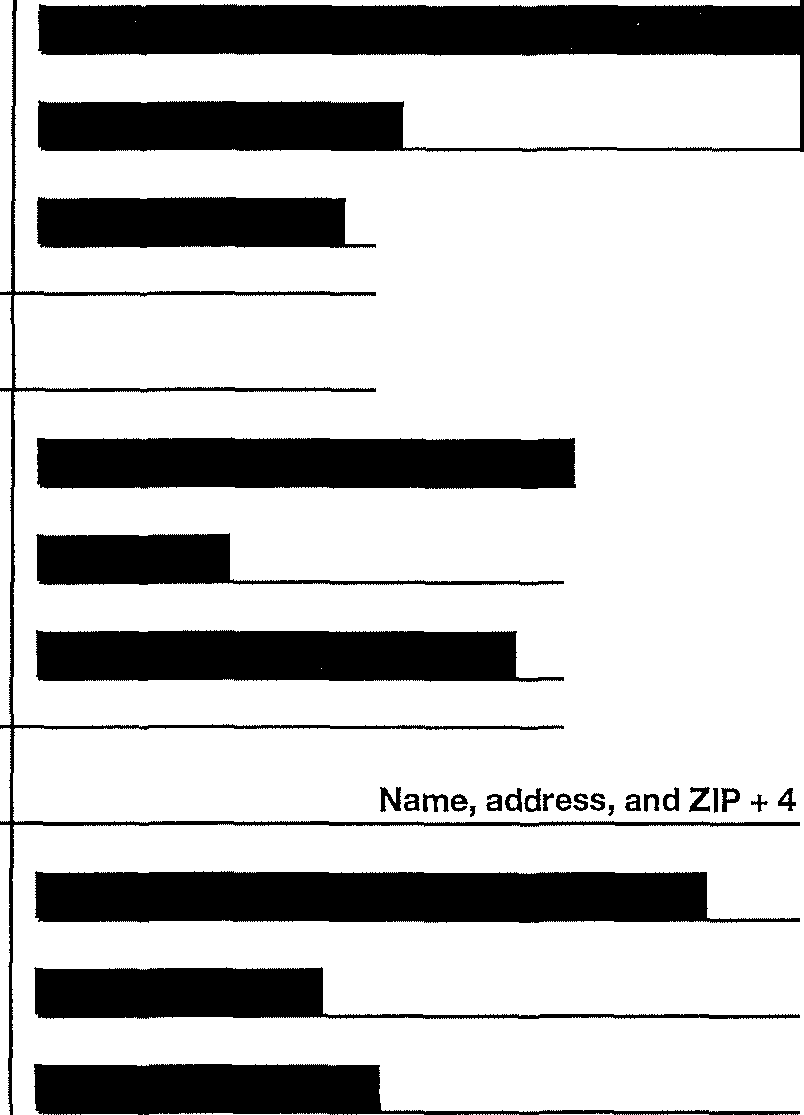 Name, address, and ZIP + 4